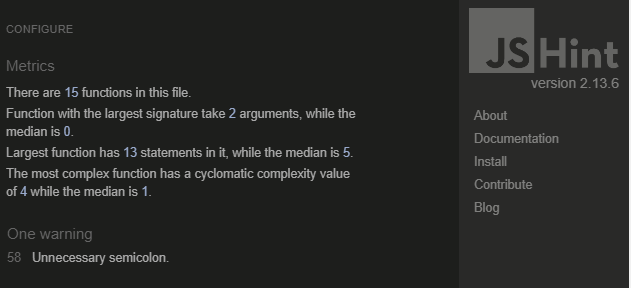 CONFIGURE
Metrics
There are 15 functions in this file.
Function with the largest signature take 2 arguments, while the
median is 0.
Largest function has 13 statements in it, while the median is 5.
The most complex function has a cyclomatic complexity value
of 4 while the median is 1.
One warning
58 Unnecessary semicolon.
JSHint
version 2.13.6
About
Documentation
Install
Contribute
Blog